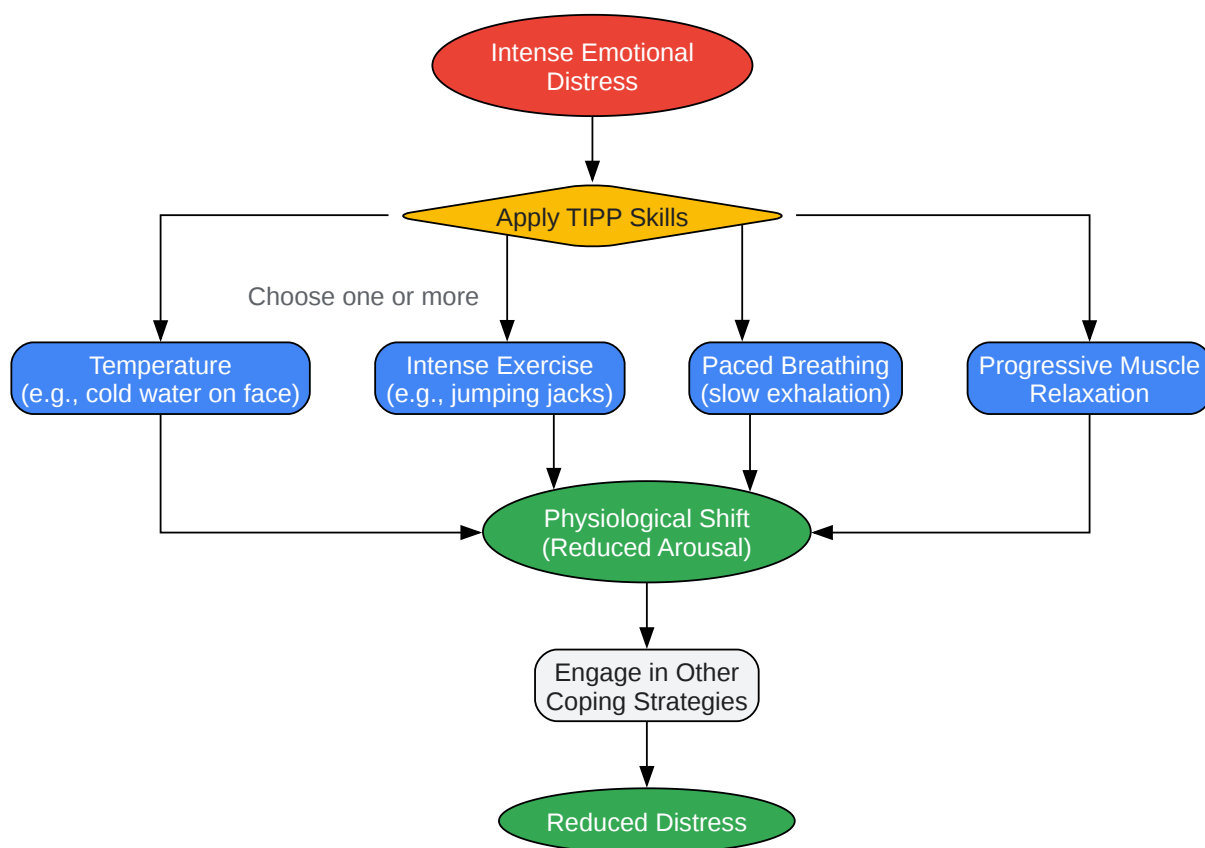 Intense Emotional
Distress
Apply TIPP Skills
Choose one or more
Temperature
(e.g., cold water on face)
Intense Exercise
(e.g., jumping jacks)
Paced Breathing
(slow exhalation)
Progressive Muscle
Relaxation
Physiological Shift
(Reduced Arousal)
Engage in Other
Coping Strategies
Reduced Distress